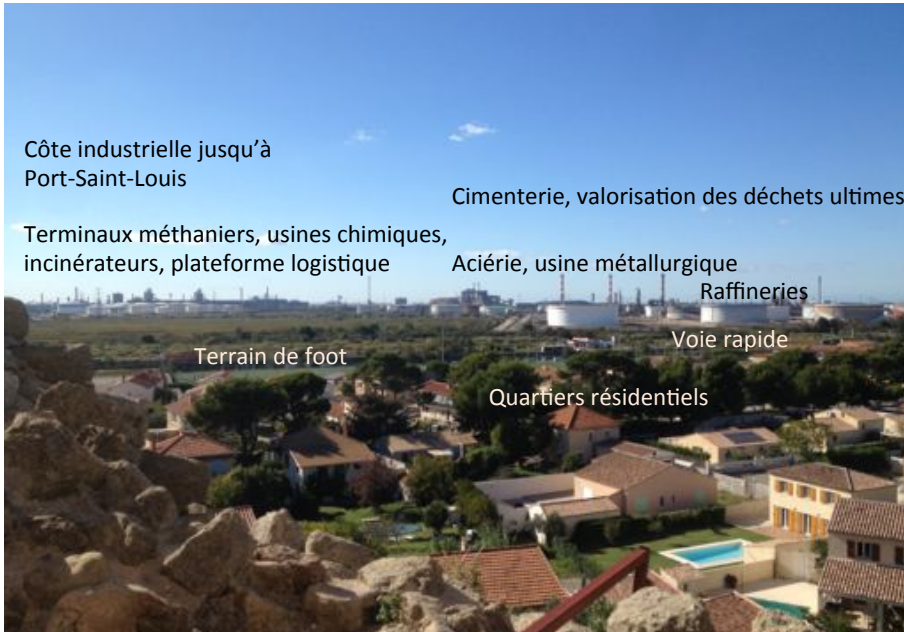 Côte industrielle jusqu'à
Port-Saint-Louis
Cimenterie, valorisation des déchets ultimes
Terminaux méthaniers, usines chimiques,
incinérateurs, plateforme logistique
Aciérie, usine métallurgique
Raffineries
Voie rapide
Terrain de foot
Quartiers résidentiels